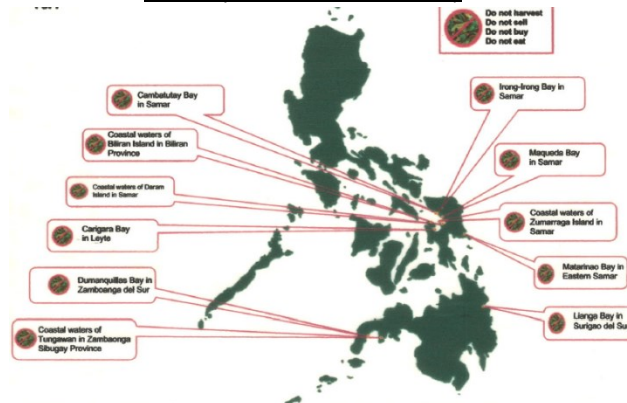 Do not harvest
Do not sell
Do not buy
Do not eat
Cambatutay Bay
in Samar
Irong-Irong Bay in
Samar
Coastal waters of
Biliran Island in Biliran
Province
Maqueda Bay
in Samar
Coastal waters of Daram
Island in Samar
Coastal waters of
Zumarraga Island in
Samar
Carigara Bay
in Leyte
Matarinao Bay in
Eastern Samar
Dumanquillas Bay in
Zamboanga del Sur
Lianga Bay in
Surigao del Su
Coastal waters of
Tungawan in Zambaonga
Sibugay Province